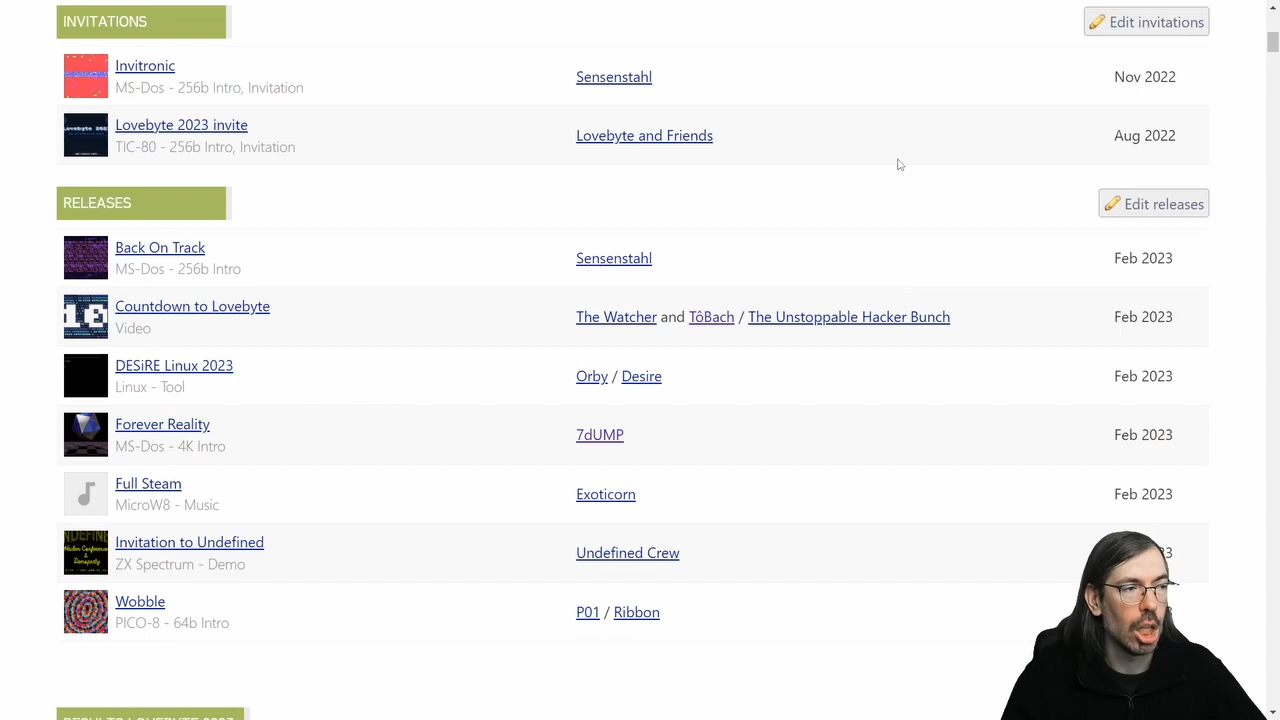 INVITATIONS
Edit invitations
Invitronic
Sensenstahl
Nov 2022
MS-Dos - 256b Intro, Invitation
Lovebyte 2023 invite
Lovebyte and Friends
Aug 2022
TIC-80 - 256b Intro, Invitation
RELEASES
Edit releases
Back On Track
Sensenstahl
Feb 2023
MS-Dos - 256b Intro
Countdown to Lovebyte
The Watcher and TôBach / The Unstoppable Hacker Bunch
Feb 2023
Video
DESiRE Linux 2023
Orby / Desire
Feb 2023
Linux - Tool
Forever Reality
7dUMP
Feb 2023
MS-Dos - 4K Intro
Full Steam
Exoticorn
Feb 2023
MicroW8 - Music
Invitation to Undefined
Undefined Crew
ZX Spectrum - Demo
Wobble
P01 / Ribbon
PICO-8 - 64b Intro
RESULTS LOVEBYTE 2023